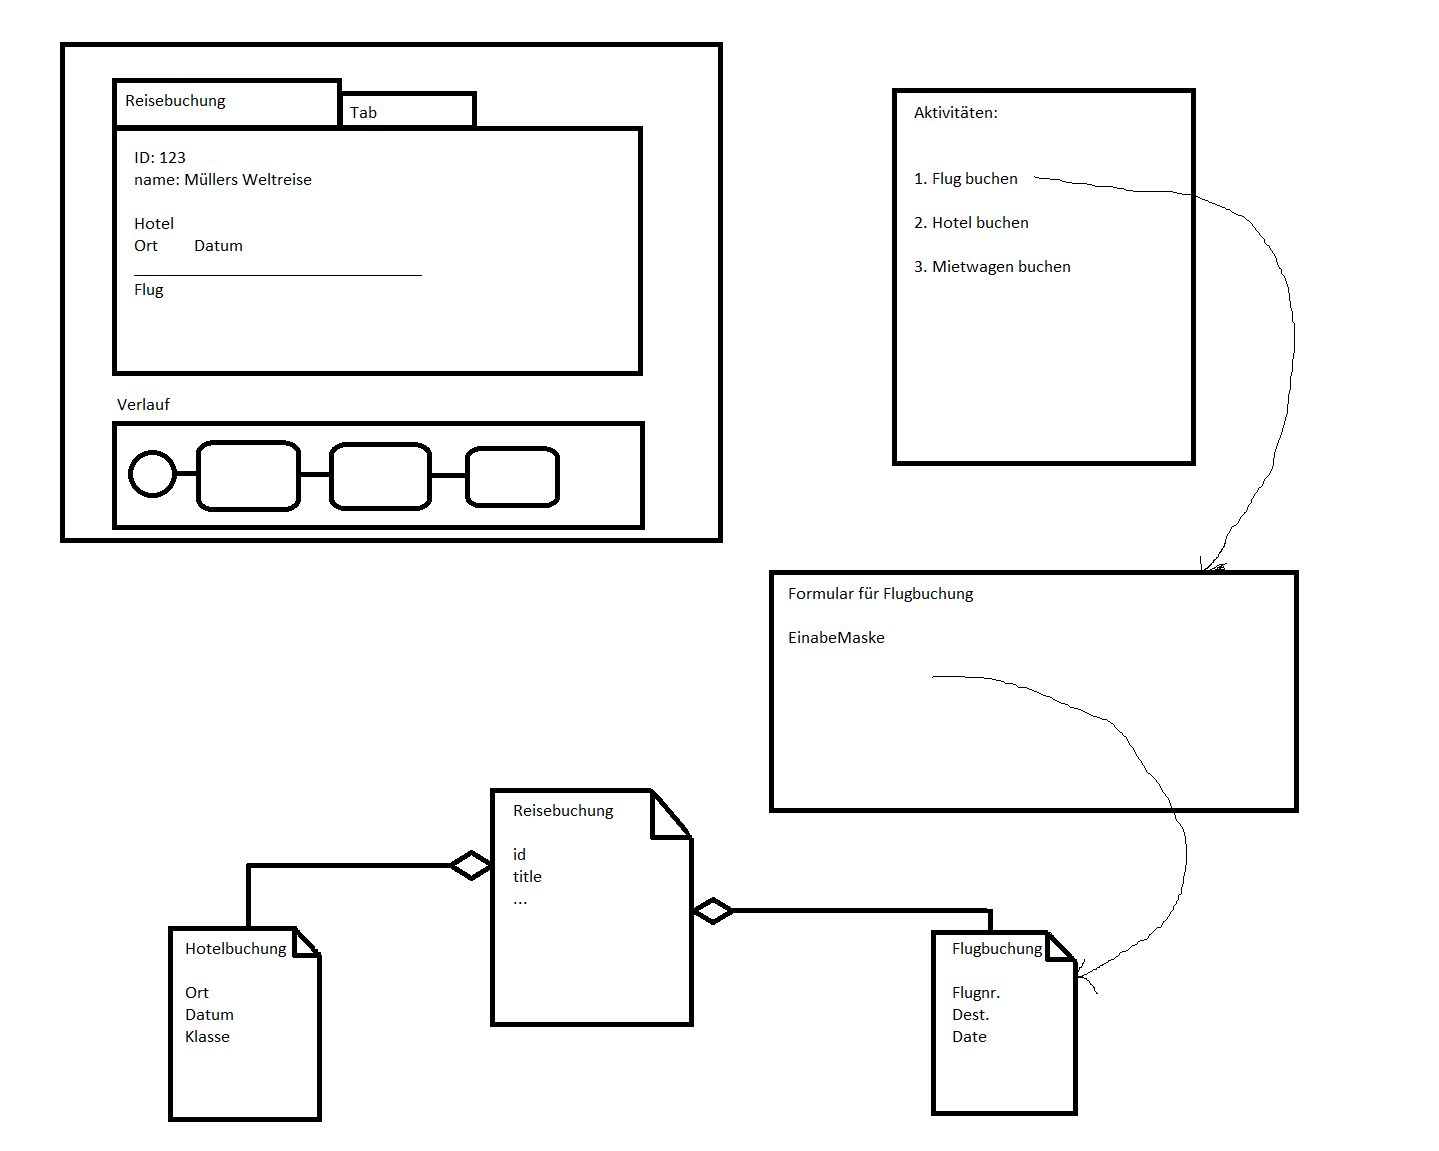 Reisebuchung
Tab
ID: 123
name: Müllers Weltreise
Hotel
Ort Datum
Flug
Verlauf
Aktivitäten:
1. Flug buchen
2. Hotel buchen
3. Mietwagen buchen
Formular für Flugbuchung
EinabeMaske
Reisebuchung
id
title
...
Hotelbuchung
Ort
Datum
Klasse
Flugbuchung
Flugnr.
Dest.
Date